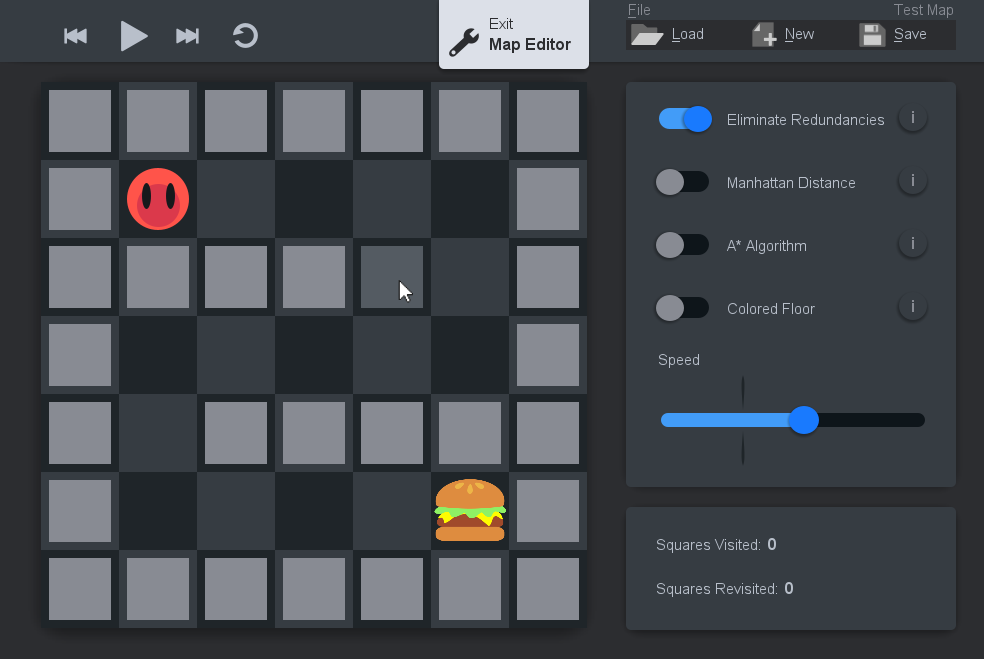 Exit
Map Editor
File
Test Map
Load
New
Save
Eliminate Redundancies
i
Manhattan Distance
i
A* Algorithm
i
Colored Floor
i
Speed
Squares Visited: 0
Squares Revisited: 0